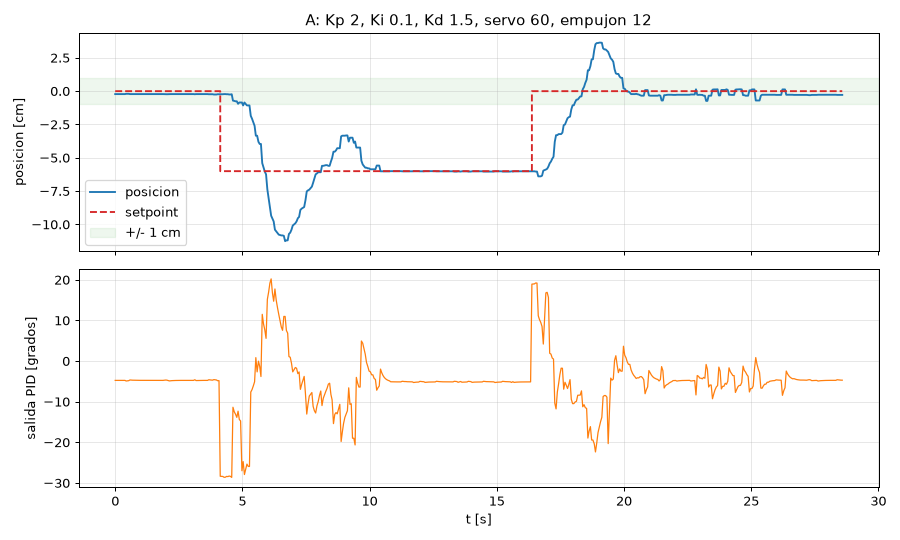 A: Kp 2, Ki 0.1, Kd 1.5, servo 60, empujon 12
2.5
0.0
−2.5
−5.0
−7.5
−10.0
posicion [cm]
posicion
setpoint
+/- 1 cm
20
10
0
−10
−20
−30
salida PID [grados]
0
5
10
15
20
25
30
t [s]